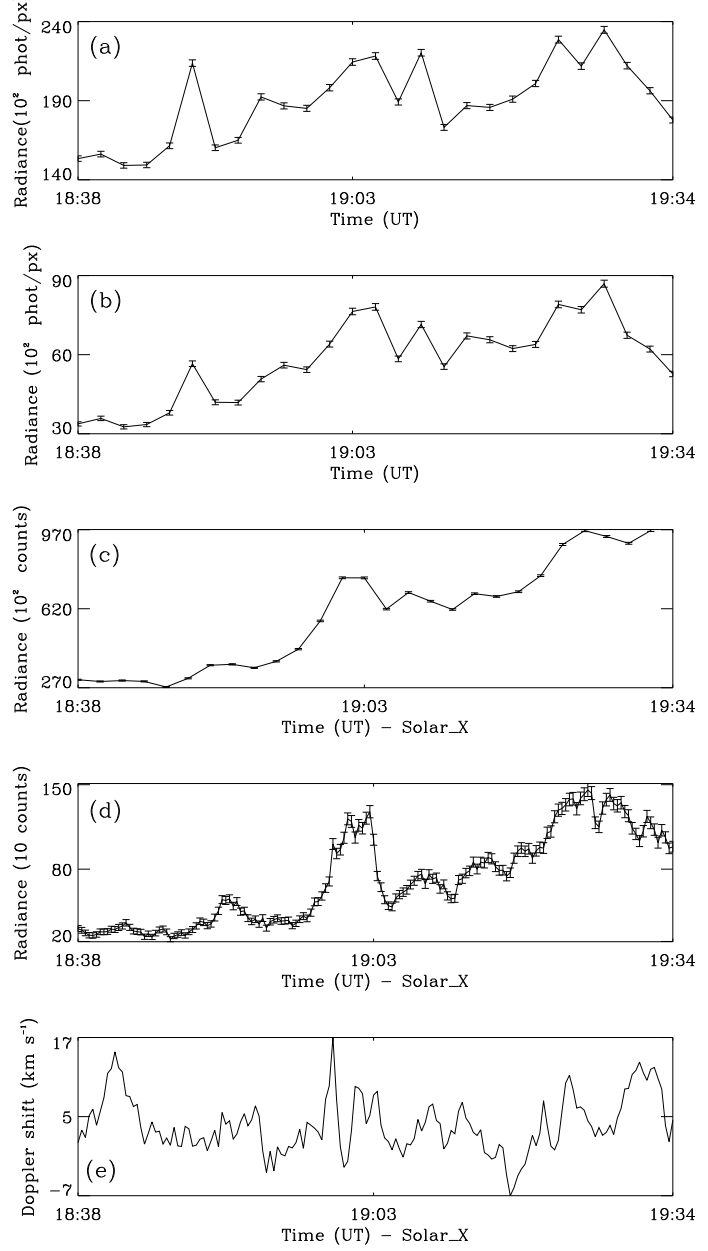 240
(a)
190
140
Radiance(10² phot/px
18:38 19:03 19:34
Time (UT)
90
(b)
60
30
Radiance (10² phot/px)
18:38 19:03 19:34
Time (UT)
970
(c)
620
270
Radiance (10² counts)
18:38 19:03 19:34
Time (UT) − Solar_X
150
(d)
80
20
Radiance (10 counts)
18:38 19:03 19:34
Time (UT) − Solar_X
17
5
(e)
−7
Doppler shift (km s⁻¹)
18:38 19:03 19:34
Time (UT) − Solar_X